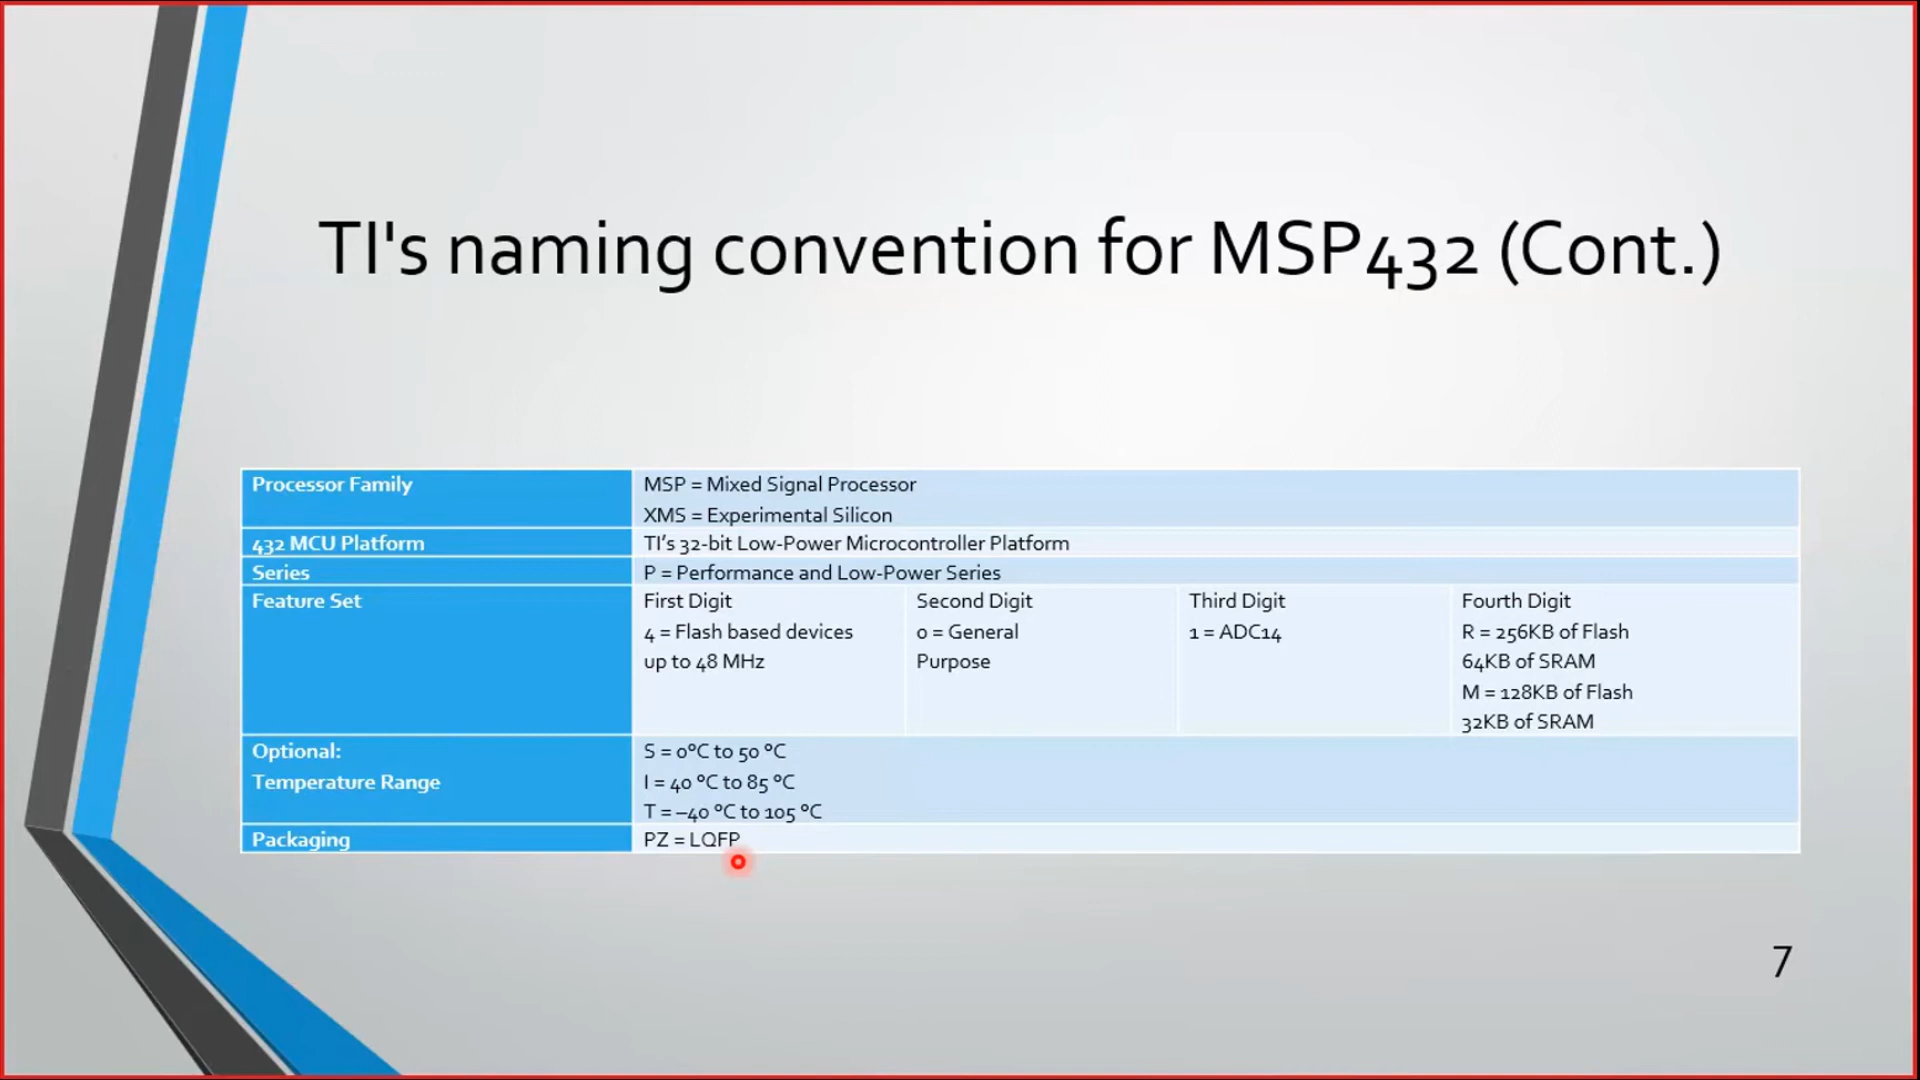 TI's naming convention for MSP432 (Cont.)
Processor Family
MSP = Mixed Signal Processor
XMS = Experimental Silicon
432 MCU Platform
TI’s 32-bit Low-Power Microcontroller Platform
Series
P = Performance and Low-Power Series
Feature Set
First Digit
4 = Flash based devices
up to 48 MHz
Second Digit
0 = General
Purpose
Third Digit
1 = ADC14
Fourth Digit
R = 256KB of Flash
64KB of SRAM
M = 128KB of Flash
32KB of SRAM
Optional:
Temperature Range
S = 0°C to 50 °C
I = 40 °C to 85 °C
T = –40 °C to 105 °C
Packaging
PZ = LQFP
7